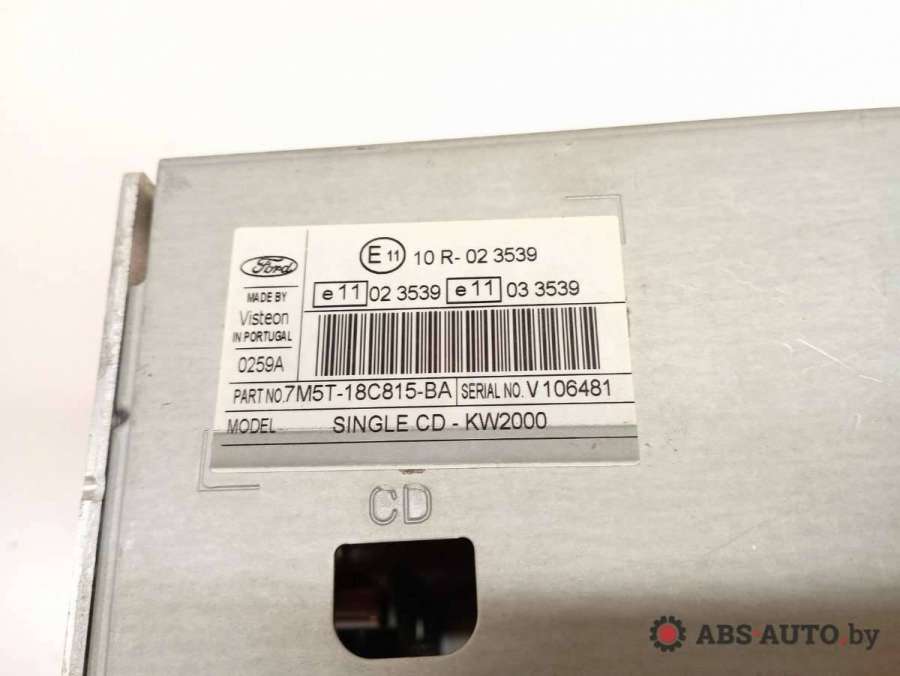 Ford
MADE BY
Visteon
IN PORTUGAL
0259A
E 11 10 R- 02 3539
e 11 02 3539 e 11 03 3539
PART NO. 7M5T-18C815-BA SERIAL NO. V 106481
MODEL SINGLE CD - KW2000
CD
ABS AUTO.by